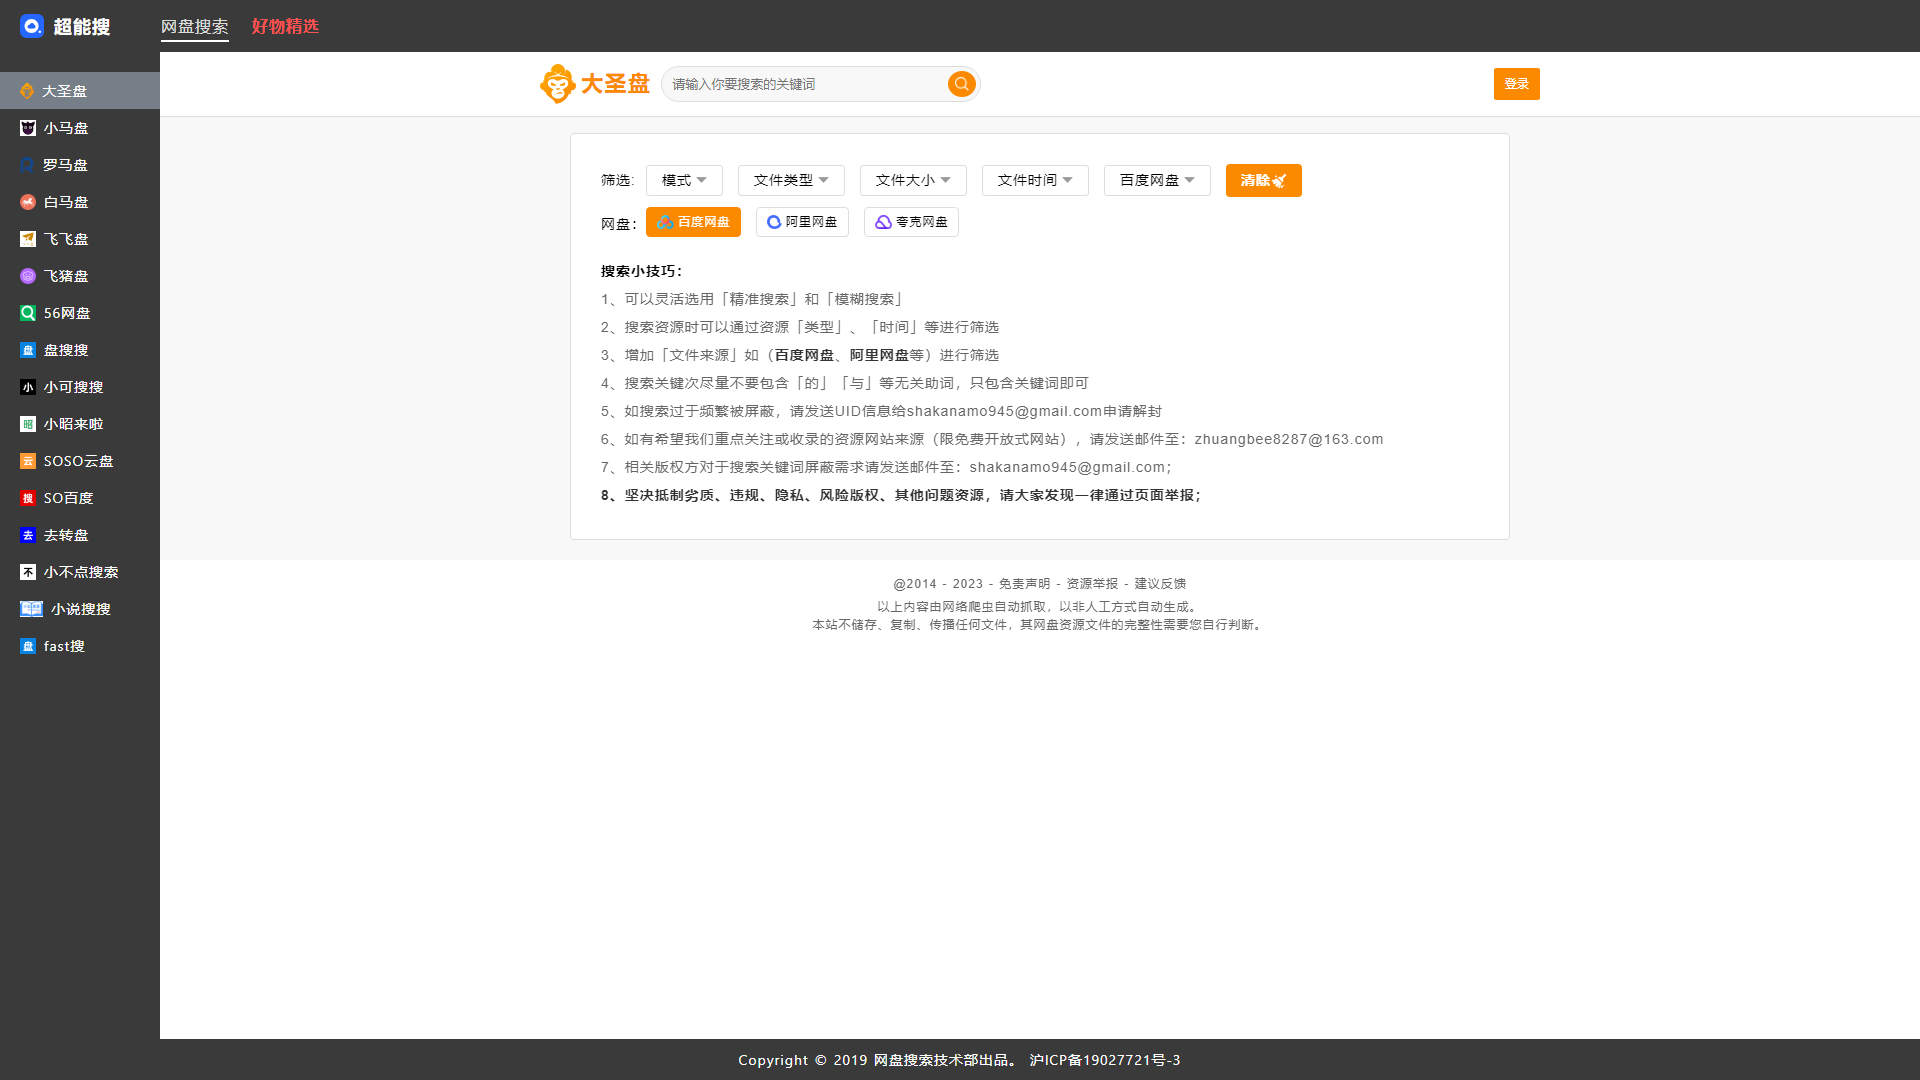 超能搜
网盘搜索
好物精选
大圣盘
小马盘
罗马盘
白马盘
飞飞盘
飞猪盘
56网盘
盘搜搜
小可搜搜
小昭来啦
SOSO云盘
SO百度
去转盘
小不点搜索
小说搜搜
fast搜
大圣盘
请输入你要搜索的关键词
登录
筛选: 模式 文件类型 文件大小 文件时间 百度网盘 清除
网盘： 百度网盘 阿里网盘 夸克网盘
搜索小技巧：
1、可以灵活选用「精准搜索」和「模糊搜索」
2、搜索资源时可以通过资源「类型」、「时间」等进行筛选
3、增加「文件来源」如（百度网盘、阿里网盘等）进行筛选
4、搜索关键次尽量不要包含「的」「与」等无关助词，只包含关键词即可
5、如搜索过于频繁被屏蔽，请发送UID信息给shakanamo945@gmail.com申请解封
6、如有希望我们重点关注或收录的资源网站来源（限免费开放式网站），请发送邮件至：zhuangbee8287@163.com
7、相关版权方对于搜索关键词屏蔽需求请发送邮件至：shakanamo945@gmail.com；
8、坚决抵制劣质、违规、隐私、风险版权、其他问题资源，请大家发现一律通过页面举报；
@2014 - 2023 - 免责声明 - 资源举报 - 建议反馈
以上内容由网络爬虫自动抓取，以非人工方式自动生成。
本站不储存、复制、传播任何文件，其网盘资源文件的完整性需要您自行判断。
Copyright © 2019 网盘搜索技术部出品。 沪ICP备19027721号-3